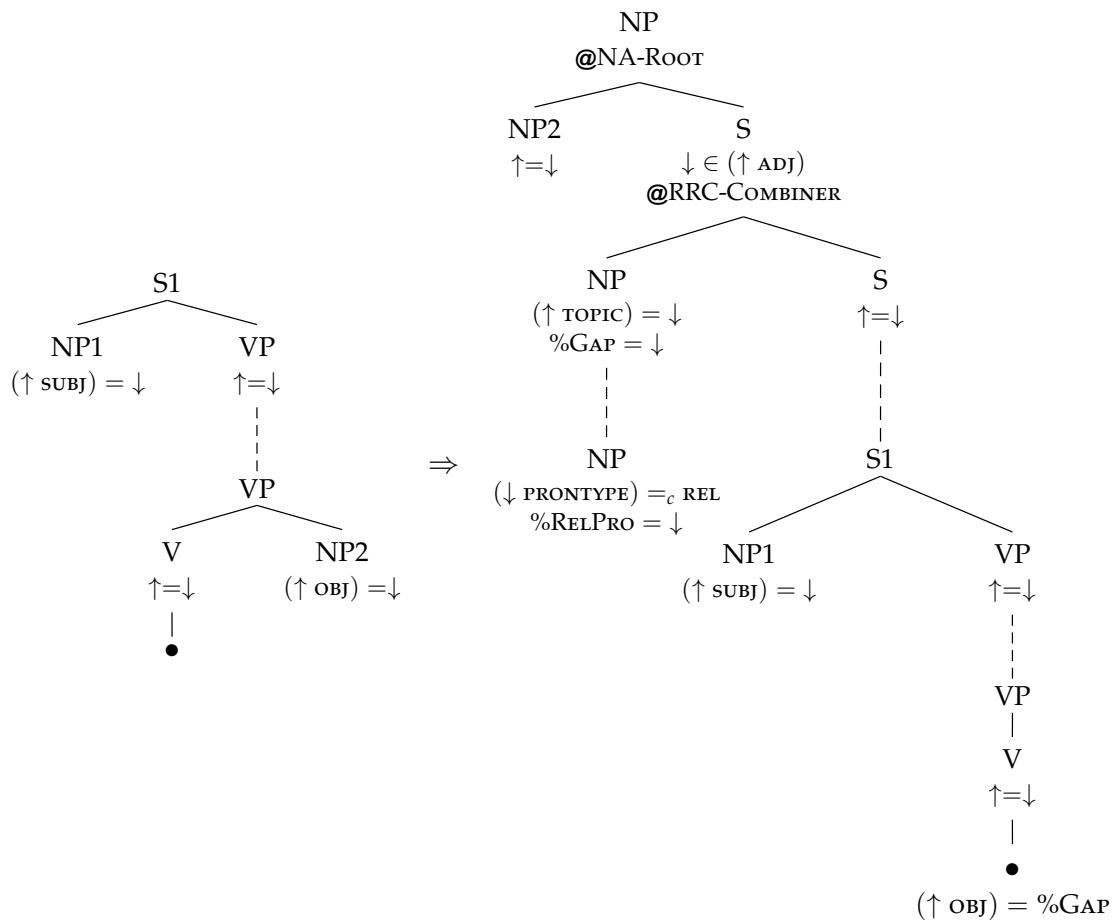 NP
@NA-Root
NP2 S
↑=↓ ↓ ∈ (↑ ADJ)
@RRC-Combiner
S1 NP S
(↑ TOPIC) = ↓ ↑=↓
%Gap = ↓
NP1 VP
(↑ SUBJ) = ↓ ↑=↓
VP ⇒ NP S1
(↓ PRONTYPE) =c REL
%RelPro = ↓
V NP2 NP1 VP
↑=↓ (↑ OBJ) =↓ (↑ SUBJ) = ↓ ↑=↓
•
VP
V
↑=↓
•
(↑ OBJ) = %Gap